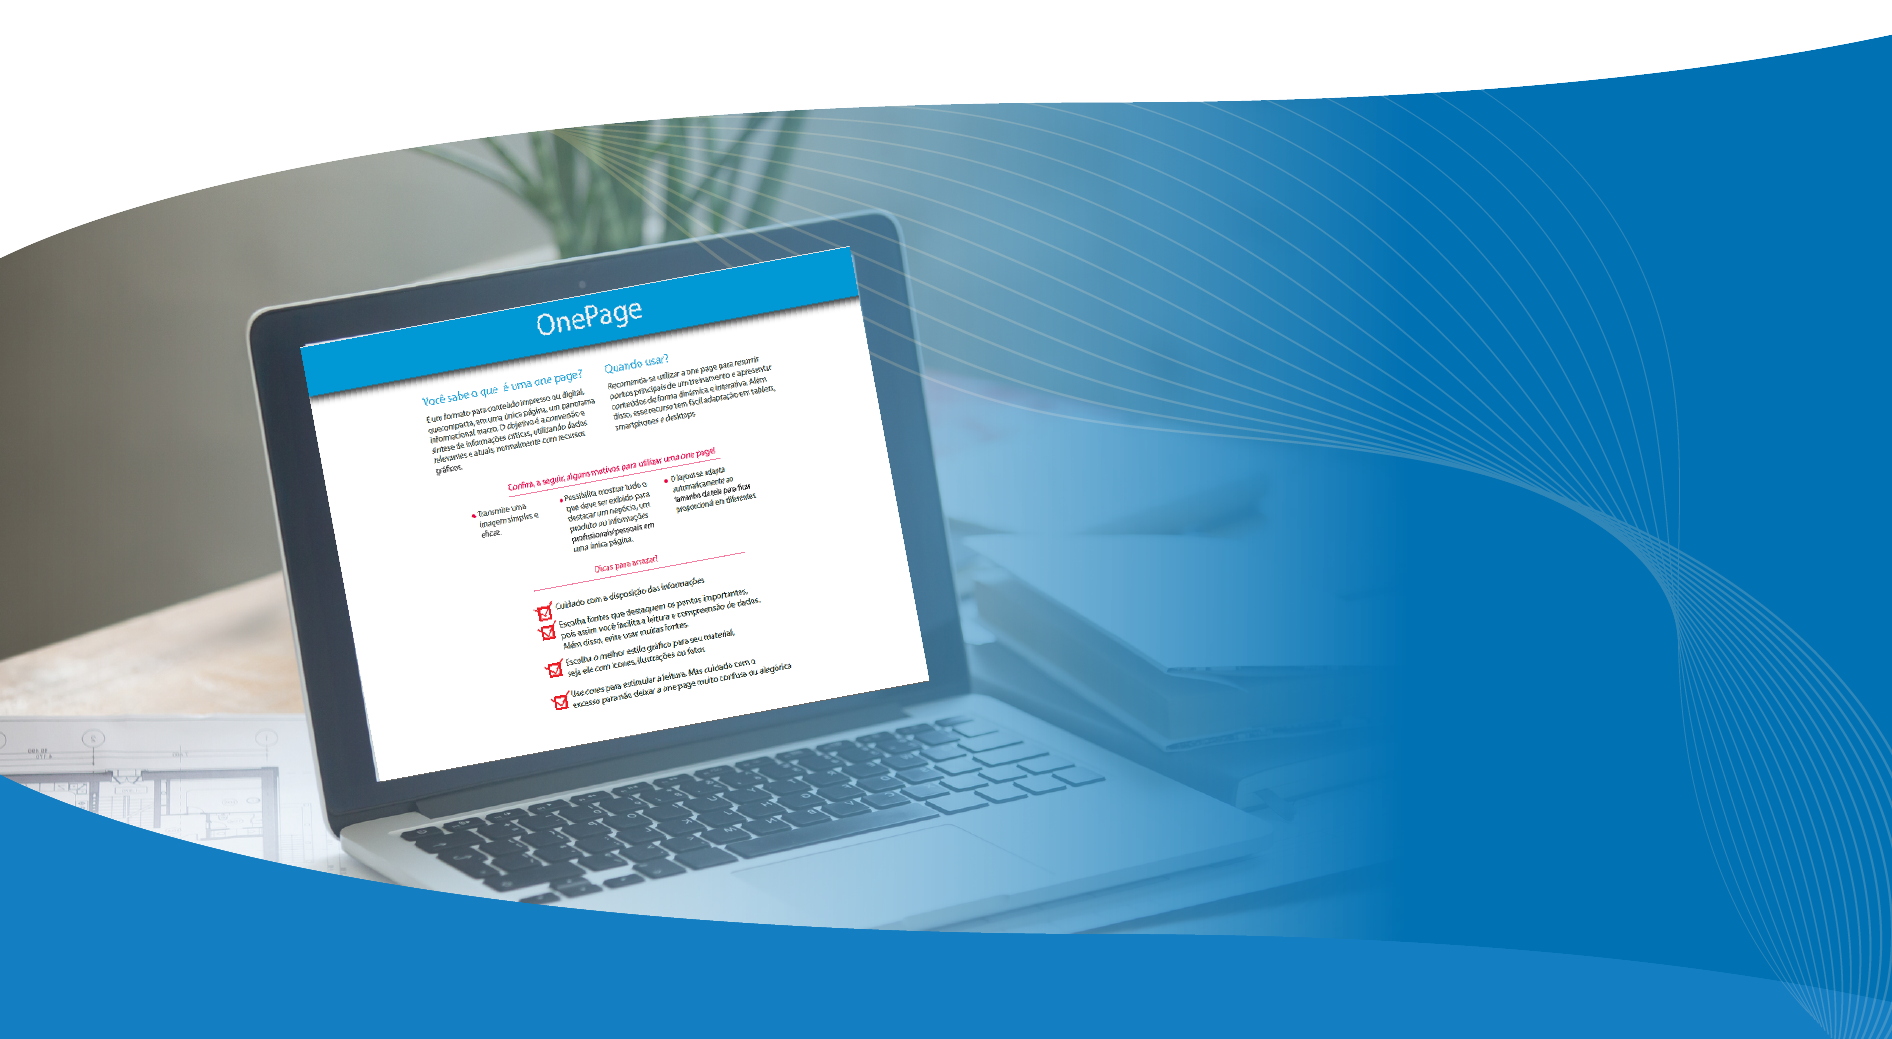 OnePage
Você sabe o que é uma one page?
É um formato para conteúdo impresso ou digital,
que compacta, em uma única página, um panorama
informacional macro. O objetivo é a conversão e
síntese de informações críticas, utilizando dados
relevantes e atuais, normalmente com recursos
gráficos.
Quando usar?
Recomenda-se utilizar a one page para resumir
pontos principais de um treinamento e apresentar
conteúdos de forma dinâmica e interativa. Além
disso, esse recurso tem fácil adaptação em tablets,
smartphones e desktops
Confira, a seguir, alguns motivos para utilizar uma one page!
Transmite uma
imagem simples e
eficaz.
Possibilita mostrar tudo o
que deve ser exibido para
destacar um negócio, um
produto ou informações
profissionais/pessoais em
uma única página.
O layout se adapta
automaticamente ao
tamanho da tela para ficar
proporcional em diferentes
Dicas para arrazar!
Cuidado com a disposição das informações
Escolha fontes que destaquem os pontos importantes,
pois assim você facilita a leitura e compreensão de dados.
Além disso, evite usar muitas fontes.
Escolha o melhor estilo gráfico para seu material,
seja ele com ícones, ilustrações ou fotos
Use cores para estimular a leitura. Mas cuidado com o
excesso para não deixar a one page muito confusa ou alegórica